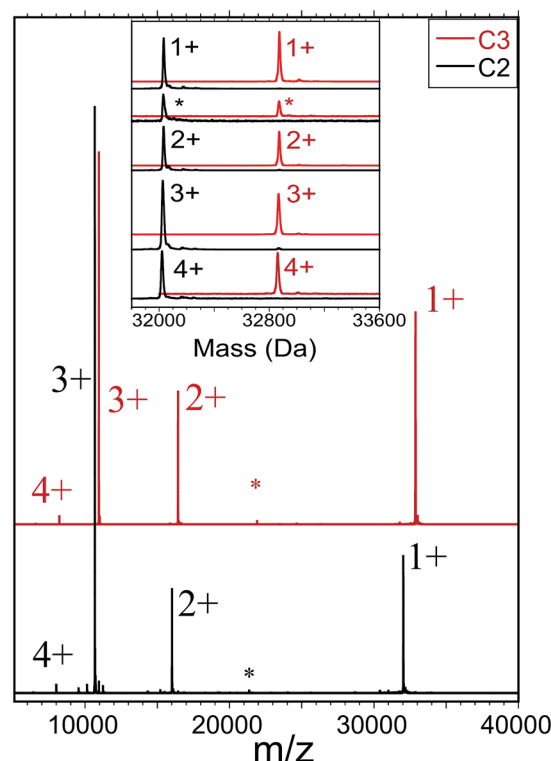 C3
C2
1+ 1+
* *
2+ 2+
3+ 3+
4+ 4+
32000 32800 33600
Mass (Da)
1+
3+
3+ 2+
4+ *
1+
2+
4+ *
10000 20000 30000 40000
m/z